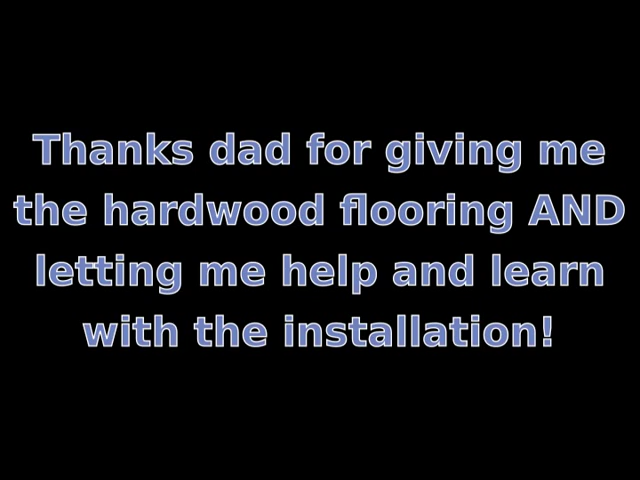 Thanks dad for giving me
the hardwood flooring AND
letting me help and learn
with the installation!